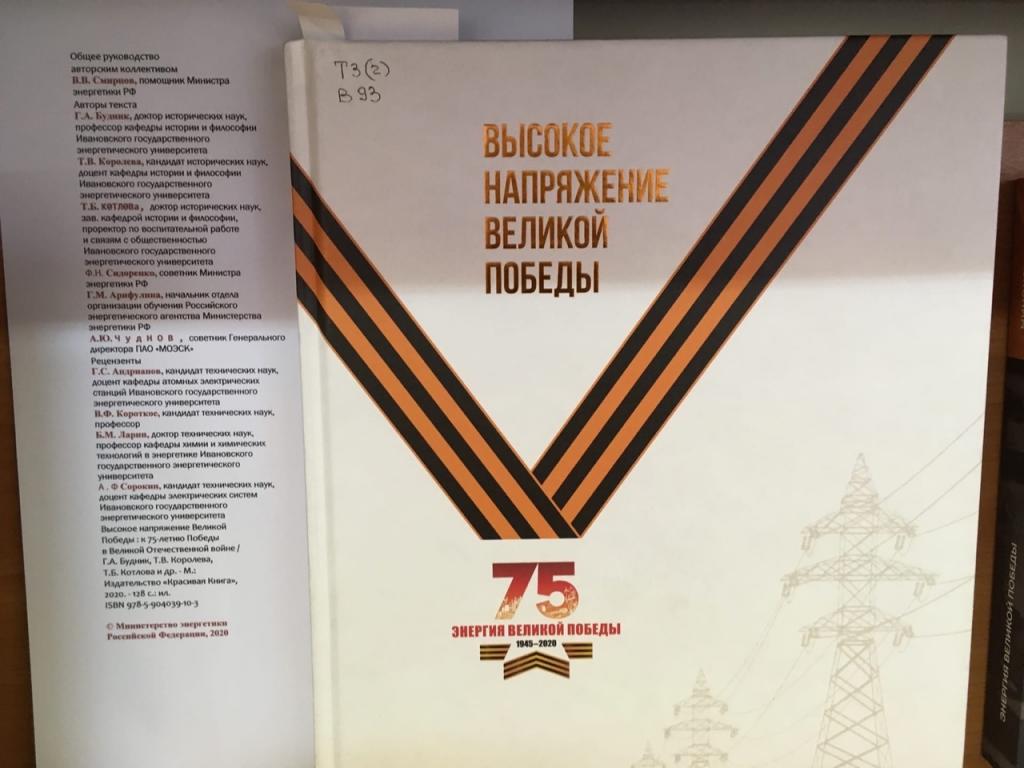 Общее руководство
авторским коллективом
В.В. Смирнов, помощник Министра
энергетики РФ
Авторы текста
Г.А. Будник, доктор исторических наук,
профессор кафедры истории и философии
Ивановского государственного
энергетического университета
Т.В. Королева, кандидат исторических наук,
доцент кафедры истории и философии
Ивановского государственного
энергетического университета
Т.Б. КОТЛОВа, доктор исторических наук,
зав. кафедрой истории и философии,
проректор по воспитательной работе
и связям с общественностью
Ивановского государственного
энергетического университета
Ф.Н. Сидоренко, советник Министра
энергетики РФ
Г.М. Арифулина, начальник отдела
организации обучения Российского
энергетического агентства Министерства
энергетики РФ
А.Ю. Чуднов, советник Генерального
директора ПАО «МОЭСК»
Рецензенты
Г.С. Андрианов, кандидат технических наук,
доцент кафедры атомных электрических
станций Ивановского государственного
энергетического университета
В.Ф. Коротков, кандидат технических наук,
профессор
Б.М. Ларин, доктор технических наук,
профессор кафедры химии и химических
технологий в энергетике Ивановского
государственного энергетического
университета
А.Ф Сорокин, кандидат технических наук,
доцент кафедры электрических систем
Ивановского государственного
энергетического университета
Высокое напряжение Великой
Победы : к 75-летию Победы
в Великой Отечественной войне /
Г.А. Будник, Т.В. Королева,
Т.Б. Котлова и др. - М.:
Издательство «Красивая Книга»,
2020. - 128 с.: ил.
ISBN 978-5-904039-10-3
© Министерство энергетики
Российской Федерации, 2020
Т3(2)
В93
ВЫСОКОЕ
НАПРЯЖЕНИЕ
ВЕЛИКОЙ
ПОБЕДЫ
75
ЭНЕРГИЯ ВЕЛИКОЙ ПОБЕДЫ
1945–2020
ЭНЕРГИЯ ВЕЛИКОЙ ПОБЕДЫ